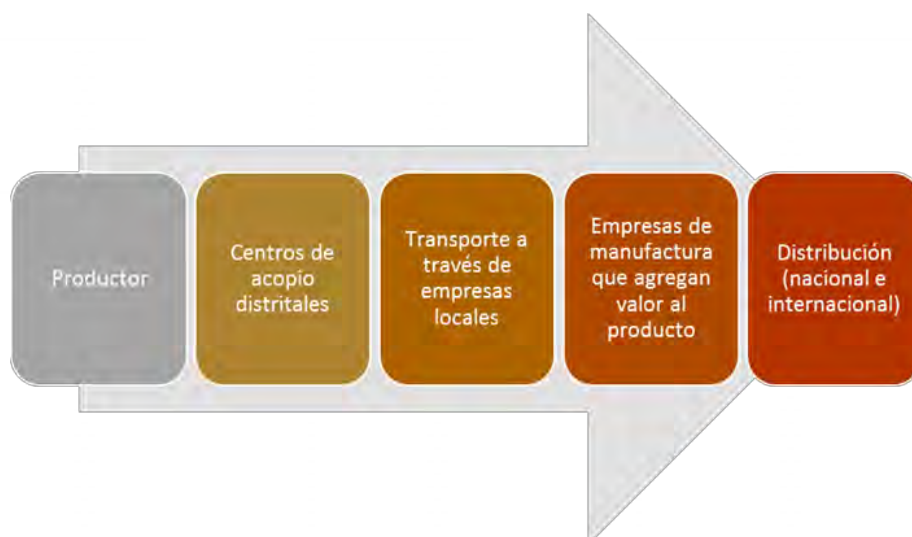 Productor
Centros de
acopio
distritales
Transporte a
través de
empresas
locales
Empresas de
manufactura
que agregan
valor al
producto
Distribución
(nacional e
internacional)